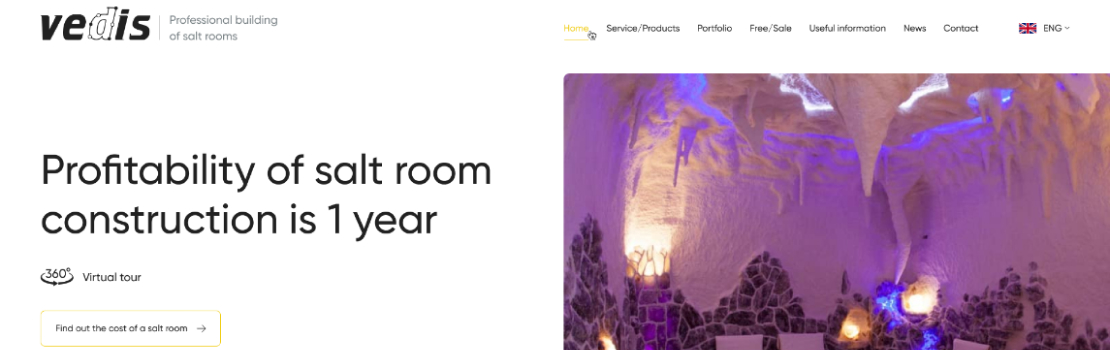 vedis
Professional building
of salt rooms
Home
Service/Products
Portfolio
Free/Sale
Useful information
News
Contact
ENG
Profitability of salt room
construction is 1 year
360°
Virtual tour
Find out the cost of a salt room